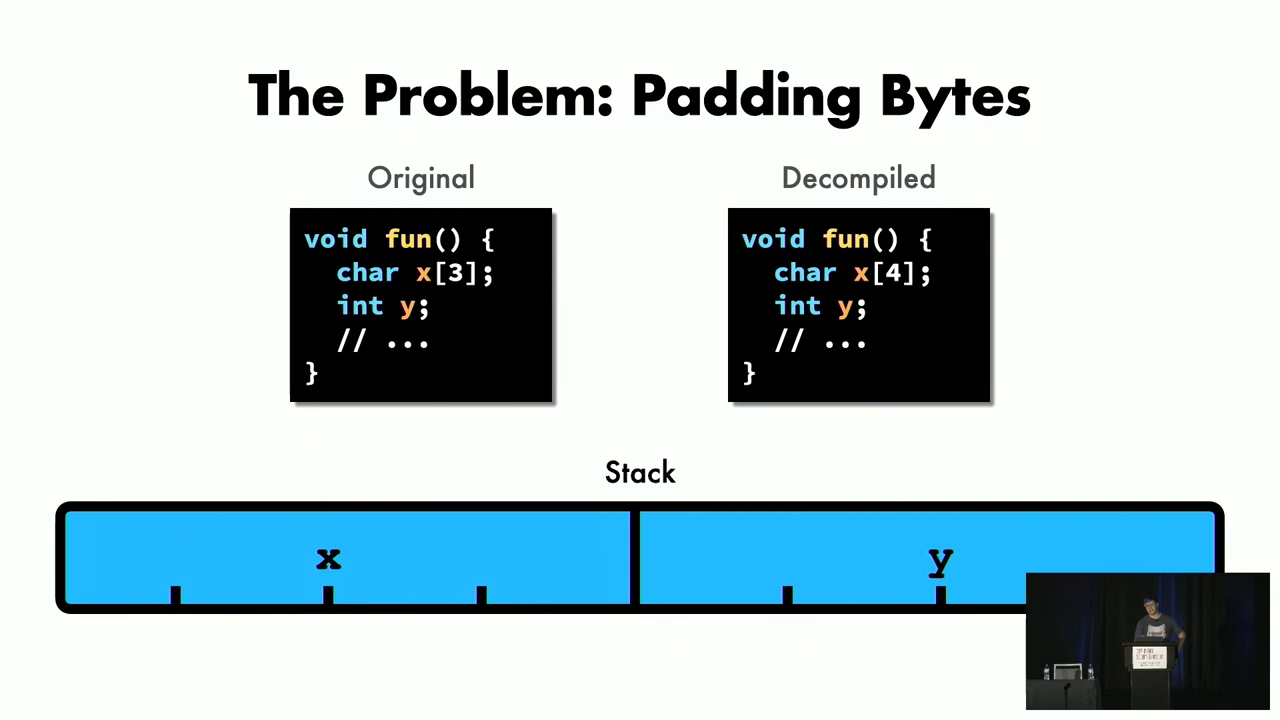 The Problem: Padding Bytes
Original
void fun() {
  char x[3];
  int y;
  // ...
}
Decompiled
void fun() {
  char x[4];
  int y;
  // ...
}
Stack
x
y